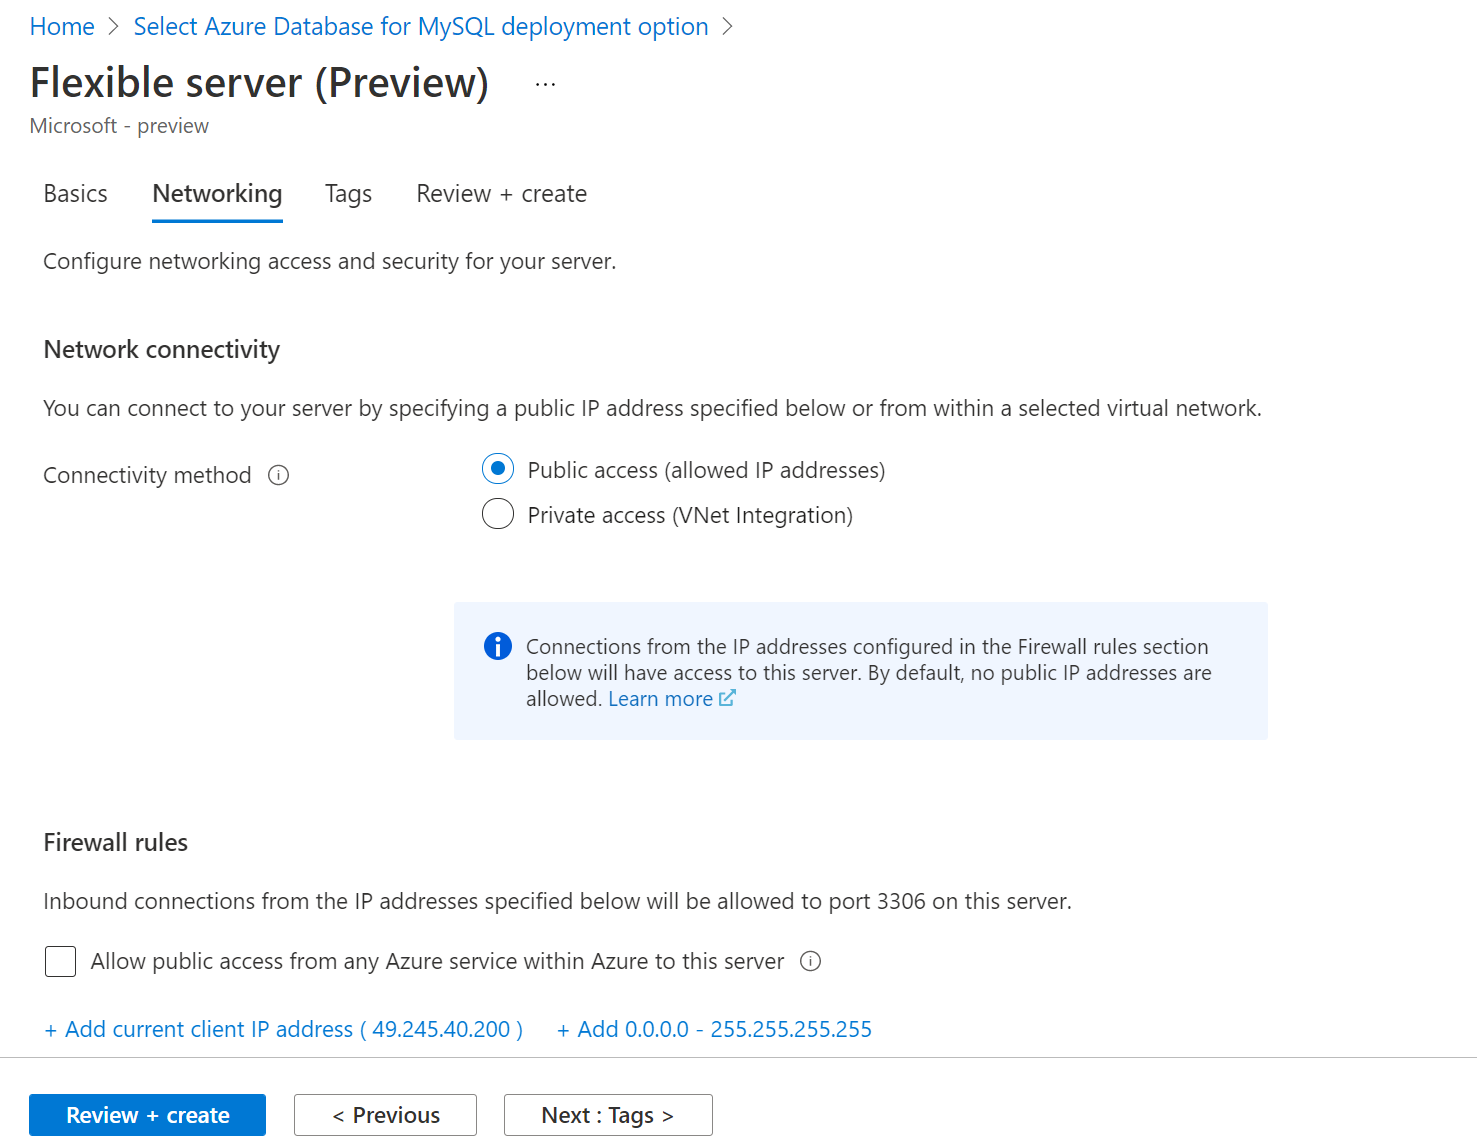 Home > Select Azure Database for MySQL deployment option >
Flexible server (Preview) ...
Microsoft - preview
Basics Networking Tags Review + create
Configure networking access and security for your server.
Network connectivity
You can connect to your server by specifying a public IP address specified below or from within a selected virtual network.
Connectivity method
Public access (allowed IP addresses)
Private access (VNet Integration)
Connections from the IP addresses configured in the Firewall rules section
below will have access to this server. By default, no public IP addresses are
allowed. Learn more
Firewall rules
Inbound connections from the IP addresses specified below will be allowed to port 3306 on this server.
Allow public access from any Azure service within Azure to this server
+ Add current client IP address ( 49.245.40.200 ) + Add 0.0.0.0 - 255.255.255.255
Review + create < Previous Next : Tags >